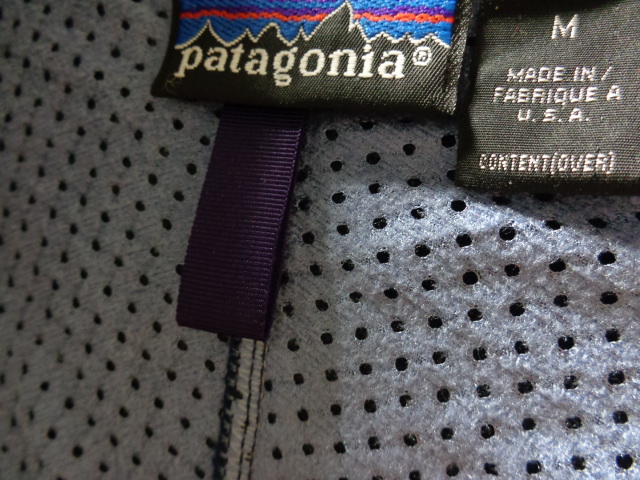 patagonia®
M
MADE IN /
FABRIQUE A
U.S.A.
CONTENT(OVER)